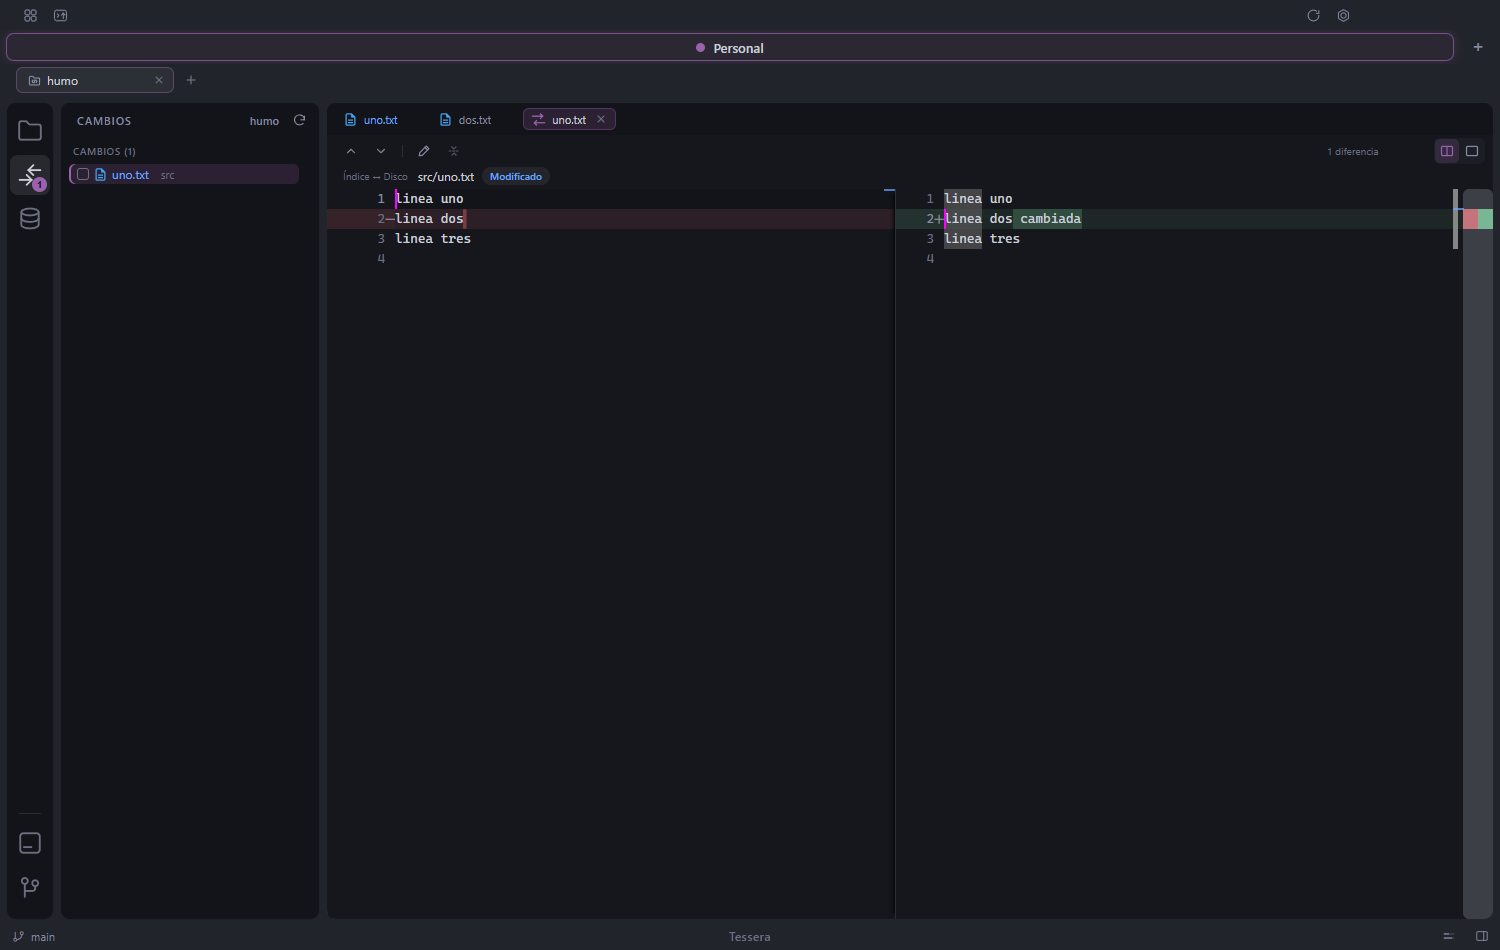 Personal
humo
CAMBIOS humo
CAMBIOS (1)
uno.txt src
1
uno.txt dos.txt uno.txt
1 diferencia
Índice ↔ Disco src/uno.txt Modificado
1 linea uno
2 — linea dos
3 linea tres
4
1 linea uno
2 + linea dos cambiada
3 linea tres
4
main
Tessera